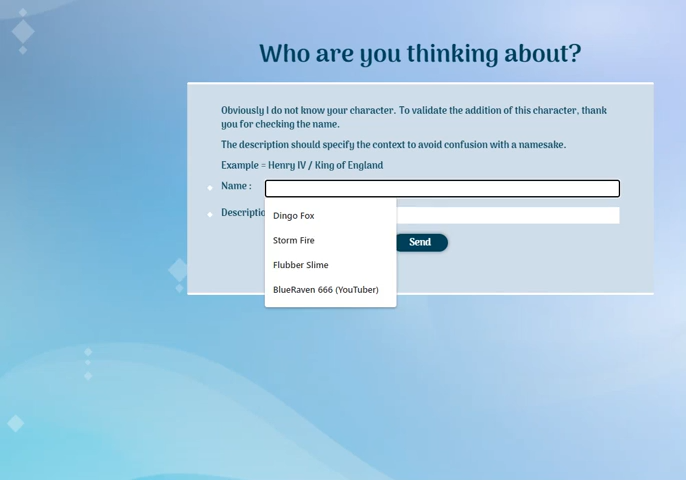 Who are you thinking about?
Obviously I do not know your character. To validate the addition of this character, thank
you for checking the name.
The description should specify the context to avoid confusion with a namesake.
Example = Henry IV / King of England
Name :
Descriptio
Dingo Fox
Storm Fire
Flubber Slime
BlueRaven 666 (YouTuber)
Send